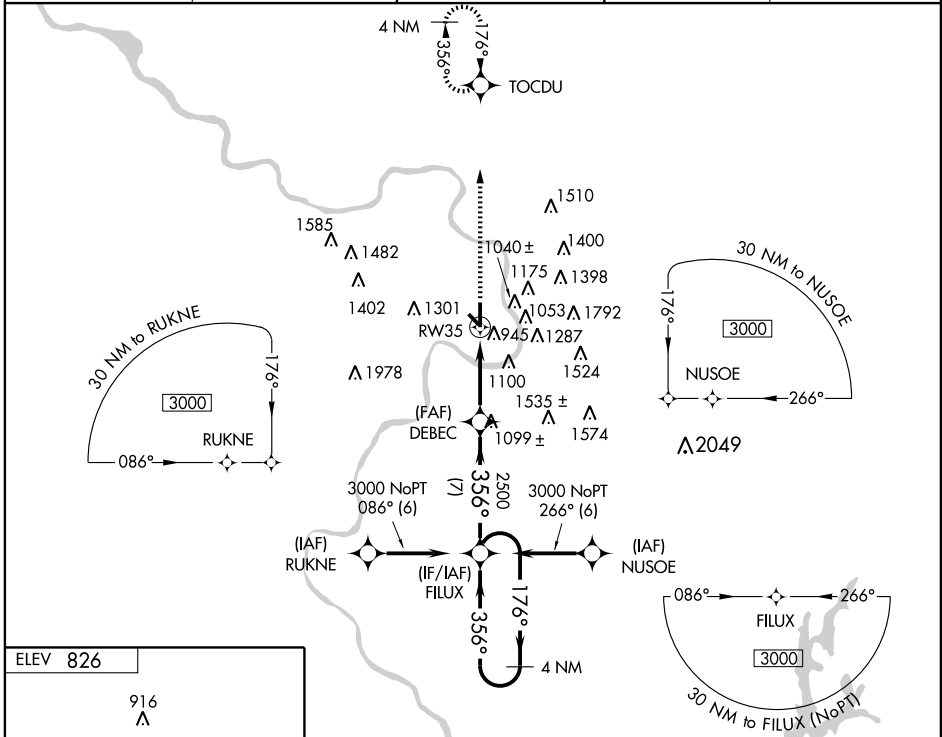 4 NM
176°
356°
TOCDU
1510
1585
1482
1400
1040 ±
1175
1398
1402
1301
1053
1792
RW35
945
1287
1524
1978
1100
(FAF)
DEBEC
1535 ±
1574
1099 ±
2049
30 NM to RUKNE
176°
3000
RUKNE
086°
30 NM to NUSOE
176°
3000
NUSOE
266°
2500
356°
(7)
3000 NoPT
086° (6)
3000 NoPT
266° (6)
(IAF)
RUKNE
(IF/IAF)
FILUX
(IAF)
NUSOE
176°
356°
4 NM
086°
266°
FILUX
3000
30 NM to FILUX (NoPT)
ELEV 826
916